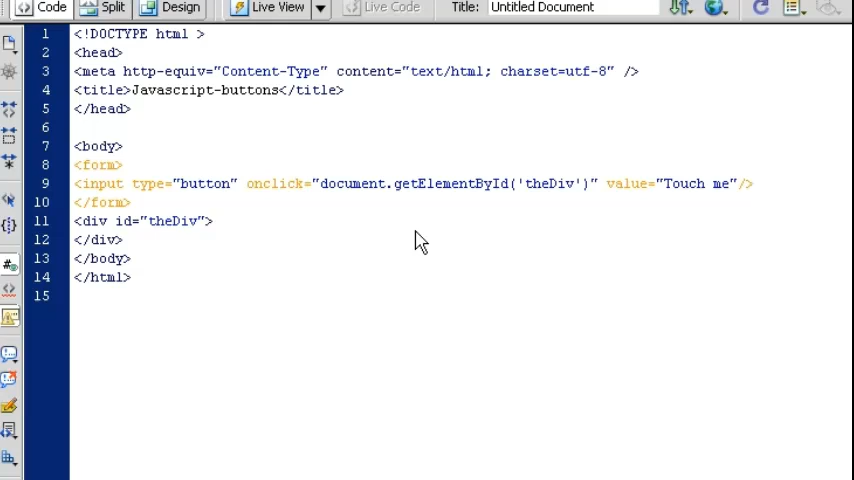 Code Split Design Live View Live Code Title: Untitled Document
1 <!DOCTYPE html >
2 <head>
3 <meta http-equiv="Content-Type" content="text/html; charset=utf-8" />
4 <title>Javascript-buttons</title>
5 </head>
6
7 <body>
8 <form>
9 <input type="button" onclick="document.getElementById('theDiv')" value="Touch me"/>
10 </form>
11 <div id="theDiv">
12 </div>
13 </body>
14 </html>
15